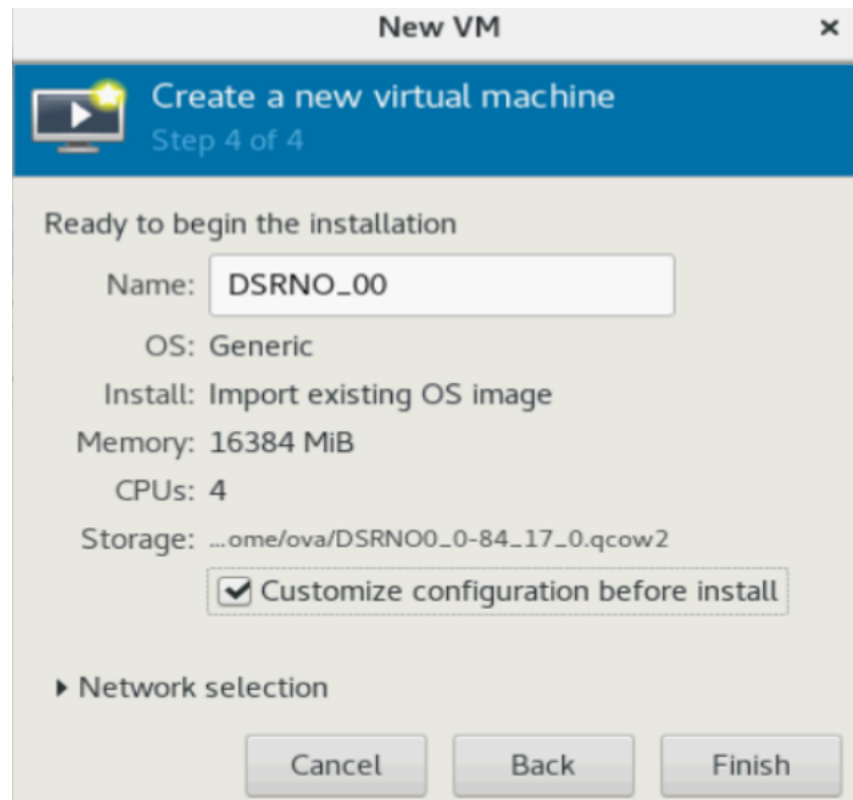 New VM
Create a new virtual machine
Step 4 of 4
Ready to begin the installation
Name: DSRNO_00
OS: Generic
Install: Import existing OS image
Memory: 16384 MiB
CPUs: 4
Storage: ...ome/ova/DSRNO0_0-84_17_0.qcow2
Customize configuration before install
Network selection
Cancel Back Finish